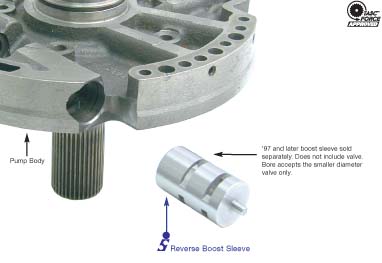 TASC
FORCE
APPROVED
Pump Body
'97 and later boost sleeve sold
separately. Does not include valve.
Bore accepts the smaller diameter
valve only.
S Reverse Boost Sleeve